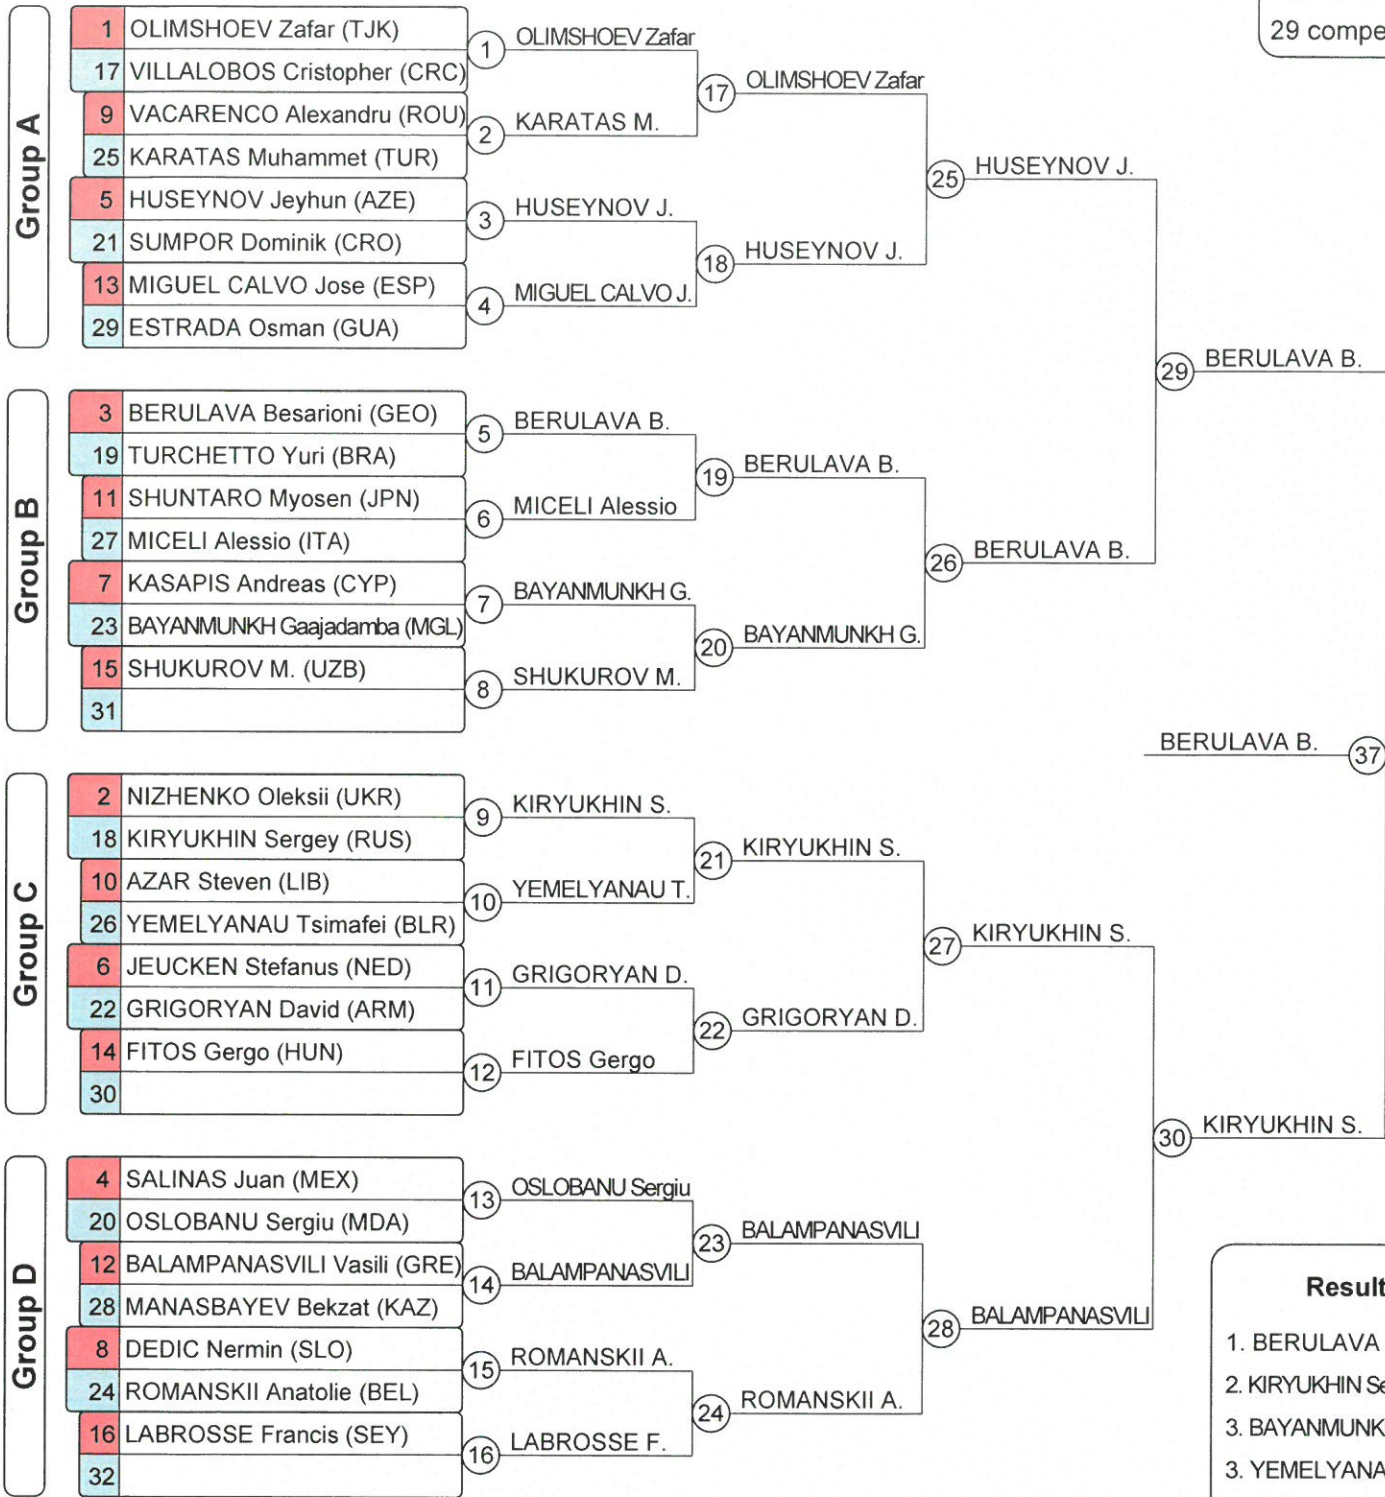 29 compe
Group A
1 OLIMSHOEV Zafar (TJK)
17 VILLALOBOS Cristopher (CRC)
9 VACARENCO Alexandru (ROU)
25 KARATAS Muhammet (TUR)
5 HUSEYNOV Jeyhun (AZE)
21 SUMPOR Dominik (CRO)
13 MIGUEL CALVO Jose (ESP)
29 ESTRADA Osman (GUA)
1 OLIMSHOEV Zafar
2 KARATAS M.
3 HUSEYNOV J.
4 MIGUEL CALVO J.
17 OLIMSHOEV Zafar
18 HUSEYNOV J.
25 HUSEYNOV J.
Group B
3 BERULAVA Besarioni (GEO)
19 TURCHETTO Yuri (BRA)
11 SHUNTARO Myosen (JPN)
27 MICELI Alessio (ITA)
7 KASAPIS Andreas (CYP)
23 BAYANMUNKH Gaajadamba (MGL)
15 SHUKUROV M. (UZB)
31
5 BERULAVA B.
6 MICELI Alessio
7 BAYANMUNKH G.
8 SHUKUROV M.
19 BERULAVA B.
20 BAYANMUNKH G.
26 BERULAVA B.
29 BERULAVA B.
Group C
2 NIZHENKO Oleksii (UKR)
18 KIRYUKHIN Sergey (RUS)
10 AZAR Steven (LIB)
26 YEMELYANAU Tsimafei (BLR)
6 JEUCKEN Stefanus (NED)
22 GRIGORYAN David (ARM)
14 FITOS Gergo (HUN)
30
9 KIRYUKHIN S.
10 YEMELYANAU T.
11 GRIGORYAN D.
12 FITOS Gergo
21 KIRYUKHIN S.
22 GRIGORYAN D.
27 KIRYUKHIN S.
Group D
4 SALINAS Juan (MEX)
20 OSLOBANU Sergiu (MDA)
12 BALAMPANASVILI Vasili (GRE)
28 MANASBAYEV Bekzat (KAZ)
8 DEDIC Nermin (SLO)
24 ROMANSKII Anatolie (BEL)
16 LABROSSE Francis (SEY)
32
13 OSLOBANU Sergiu
14 BALAMPANASVILI
15 ROMANSKII A.
16 LABROSSE F.
23 BALAMPANASVILI
24 ROMANSKII A.
28 BALAMPANASVILI
30 KIRYUKHIN S.
BERULAVA B. 37
Result
1. BERULAVA
2. KIRYUKHIN Se
3. BAYANMUNK
3. YEMELYANA